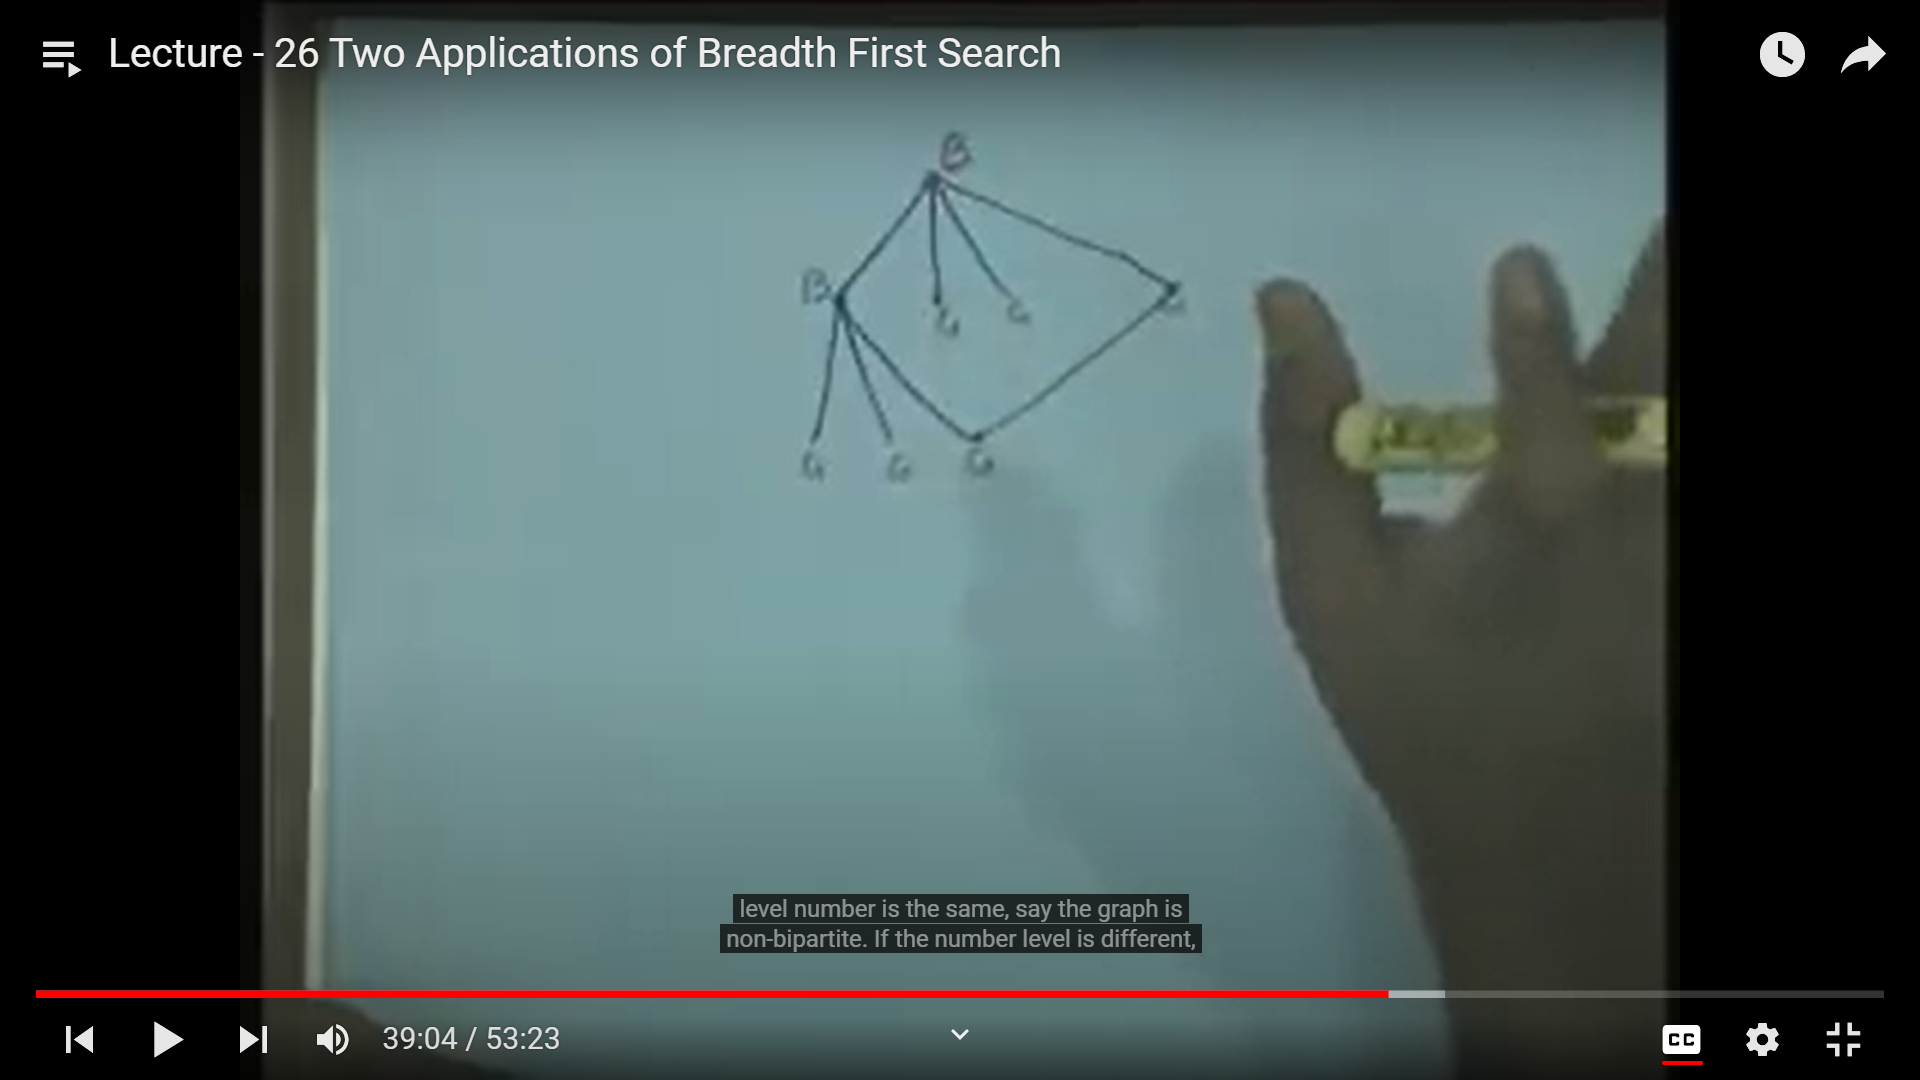 Lecture - 26 Two Applications of Breadth First Search
B
B
G
G
G
G
G
G
level number is the same, say the graph is
non-bipartite. If the number level is different,
39:04 / 53:23
CC